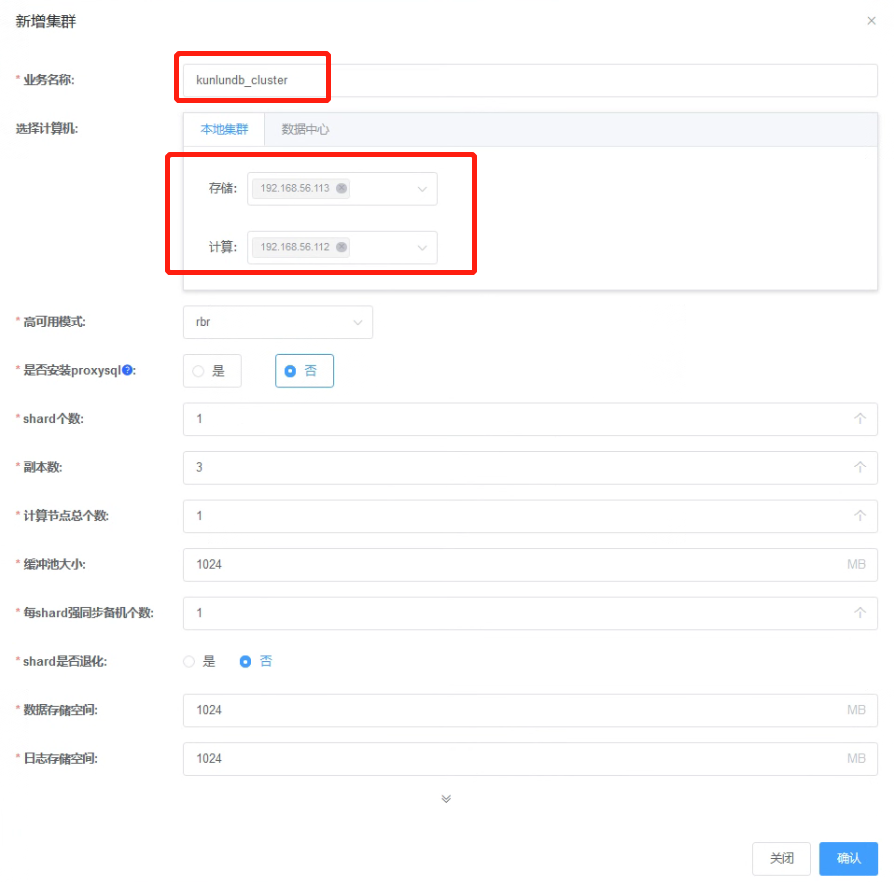 新增集群
* 业务名称: kunlundb_cluster
选择计算机: 本地集群 数据中心
存储: 192.168.56.113
计算: 192.168.56.112
* 高可用模式: rbr
* 是否安装proxysql?: 是 否
* shard个数: 1 个
* 副本数: 3 个
* 计算节点总个数: 1 个
* 缓冲池大小: 1024 MB
* 每shard强同步备机个数: 1 个
* shard是否退化: 是 否
* 数据存储空间: 1024 MB
* 日志存储空间: 1024 MB
关闭 确认